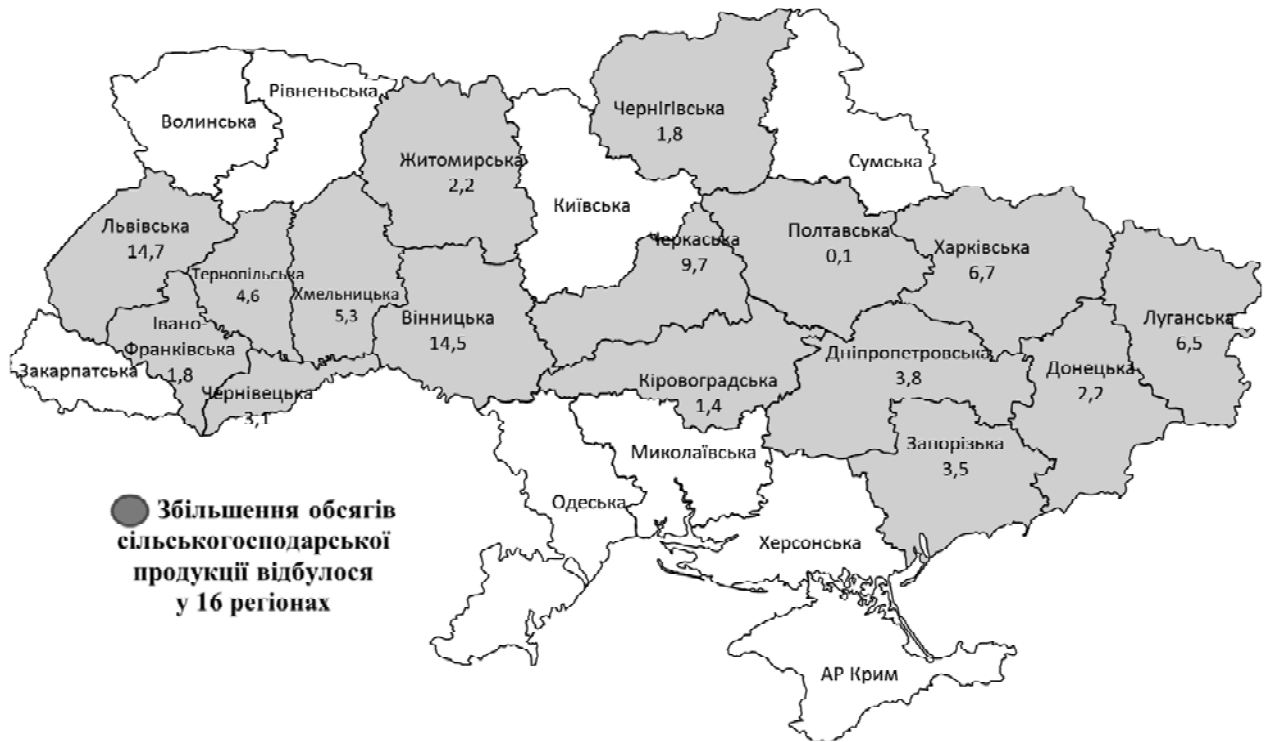 Рівненьська
Волинська
Чернігівська
1,8
Житомирська
2,2
Сумська
Київська
Львівська
14,7
Черкаська
9,7
Полтавська
0,1
Харківська
6,7
Тернопільська
4,6
Хмельницька
5,3
Вінницька
14,5
Луганська
6,5
Івано-
Франківська
1,8
Закарпатська
Чернівецька
3,1
Кіровоградська
1,4
Дніпропетровська
3,8
Донецька
2,2
Запорізька
3,5
Миколаївська
Одеська
Херсонська
АР Крим
Збільшення обсягів
сільськогосподарської
продукції відбулося
у 16 регіонах